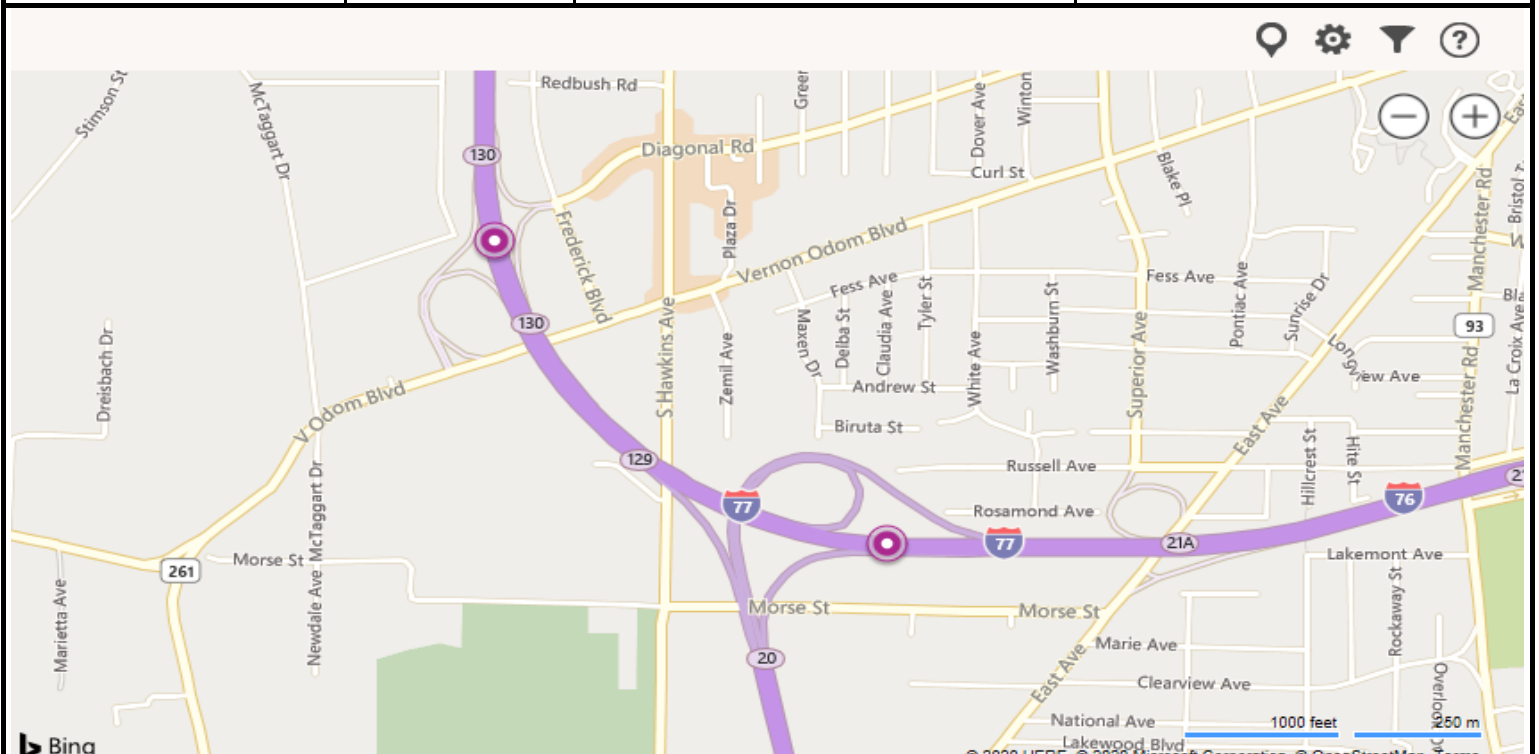 ?
Stimson St
McTaggart Dr
Redbush Rd
Greer
Dover Ave
Winton
East
130
Diagonal Rd
Curl St
Blake Pl
Manchester Rd
Bristol
Frederick Blvd
Plaza Dr
Vernon Odom Blvd
Fess Ave
Fess Ave
Pontiac Ave
Sunrise Dr
130
S Hawkins Ave
Zemil Ave
Maxen Dr
Delba St
Claudia Ave
Tyler St
White Ave
Washburn St
Superior Ave
93
Dreisbach Dr
V Odom Blvd
Andrew St
Longview Ave
Manchester Rd
La Croix Ave
Biruta St
East Ave
129
Russell Ave
Hillcrest St
Hite St
77
Rosamond Ave
76
77
21A
McTaggart Dr
Newdale Ave
Morse St
261
Lakemont Ave
Marietta Ave
Morse St
Morse St
Rockaway St
Marie Ave
20
East Ave
Clearview Ave
National Ave
Lakewood Blvd
1000 feet
250 m
Bing